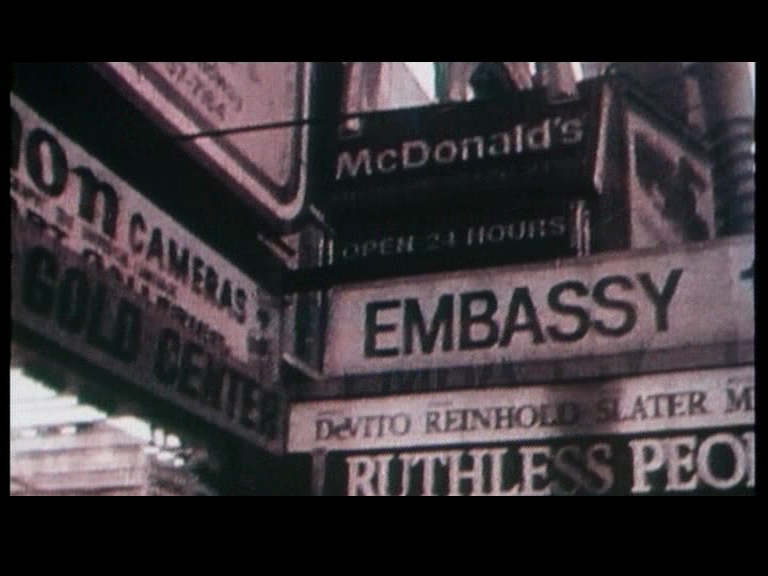 McDonald's
OPEN 24 HOURS
on CAMERAS
GOLD CENTER
EMBASSY
DeVITO REINHOLD SLATER M
RUTHLESS PEO